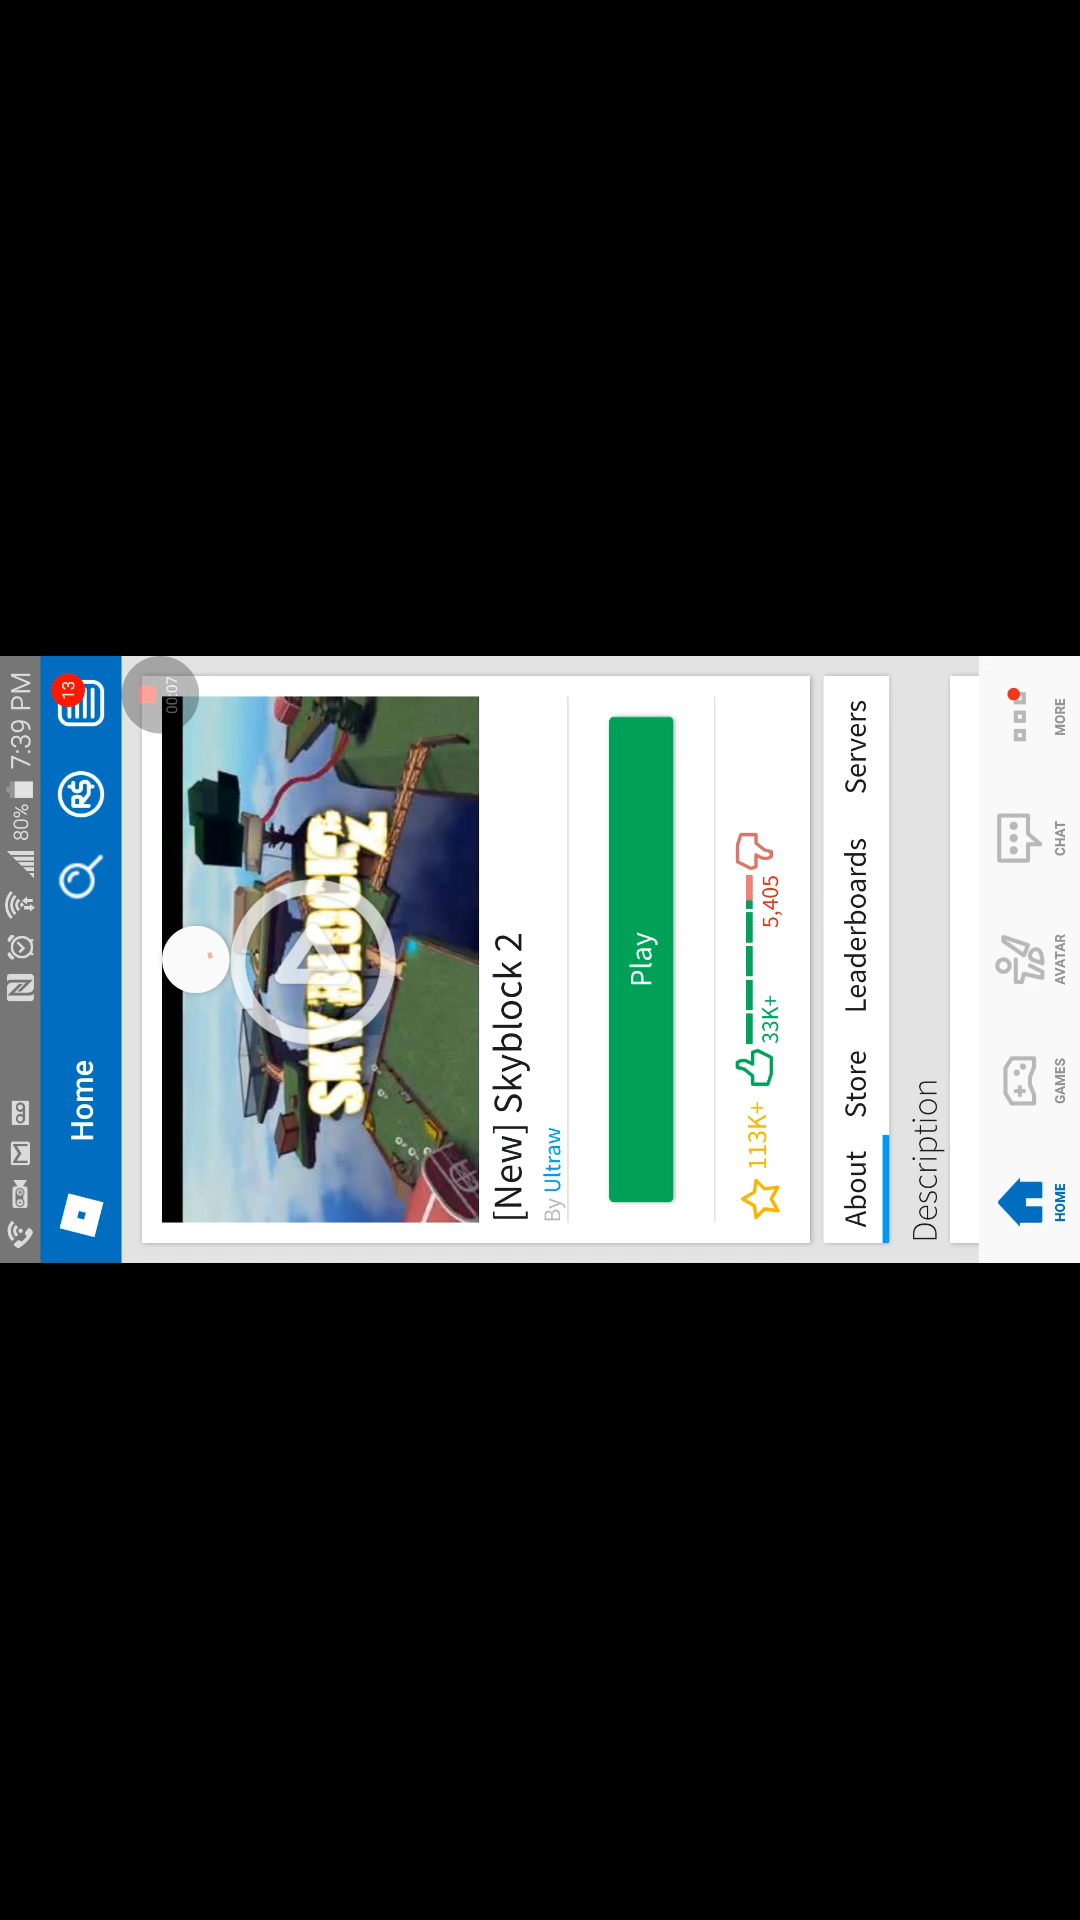 80% 7:39 PM
Home
R$
13
00:07
SKYBLOCK 2
[New] Skyblock 2
By Ultraw
Play
113K+
33K+
5,405
About
Store
Leaderboards
Servers
Description
HOME
GAMES
AVATAR
CHAT
MORE